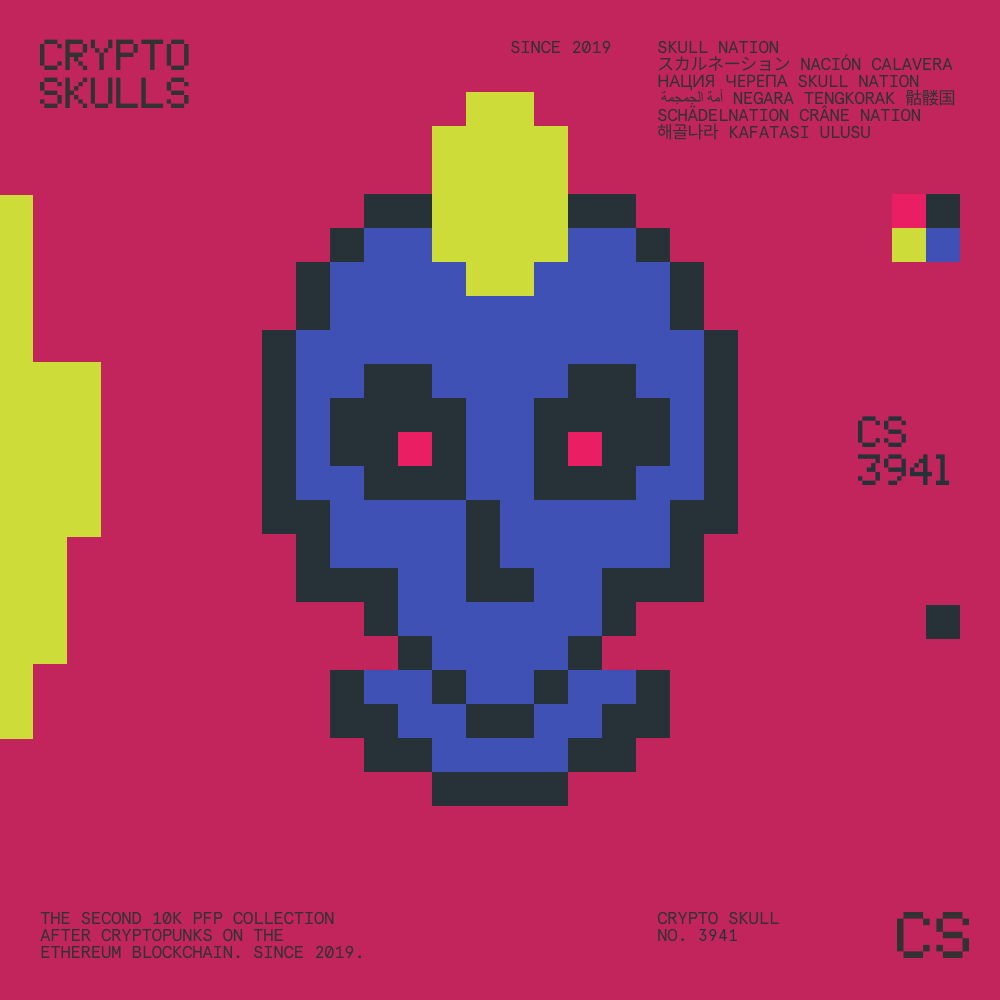 CRYPTO
SKULLS
SINCE 2019
SKULL NATION
スカルネーション NACIÓN CALAVERA
НАЦИЯ ЧЕРЕПА SKULL NATION
أمة الجمجمة NEGARA TENGKORAK 骷髅国
SCHÄDELNATION CRÂNE NATION
해골나라 KAFATASI ULUSU
CS
3941
THE SECOND 10K PFP COLLECTION
AFTER CRYPTOPUNKS ON THE
ETHEREUM BLOCKCHAIN. SINCE 2019.
CRYPTO SKULL
NO. 3941
CS